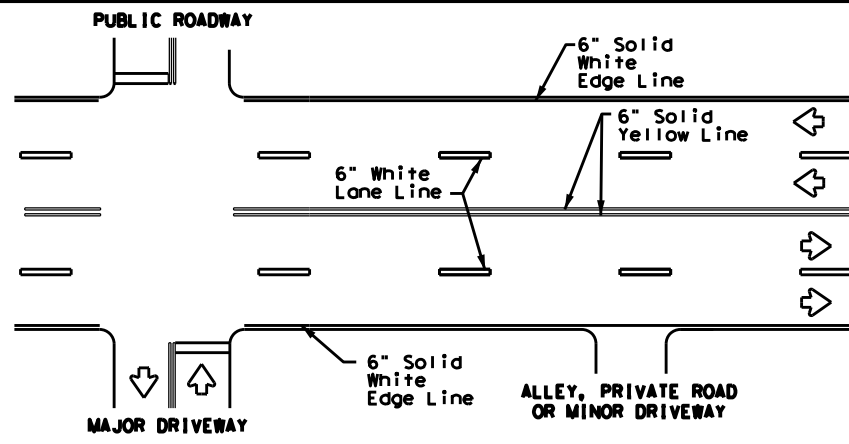 PUBLIC ROADWAY
6" Solid
White
Edge Line
6" Solid
Yellow Line
6" White
Lane Line
6" Solid
White
Edge Line
ALLEY, PRIVATE ROAD
OR MINOR DRIVEWAY
MAJOR DRIVEWAY